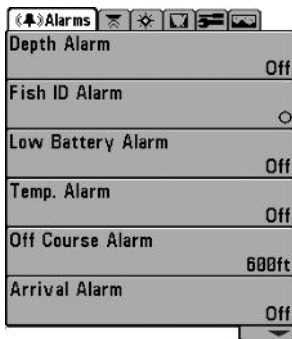 Alarms
Depth Alarm
Off
Fish ID Alarm
Low Battery Alarm
Off
Temp. Alarm
Off
Off Course Alarm
600ft
Arrival Alarm
Off